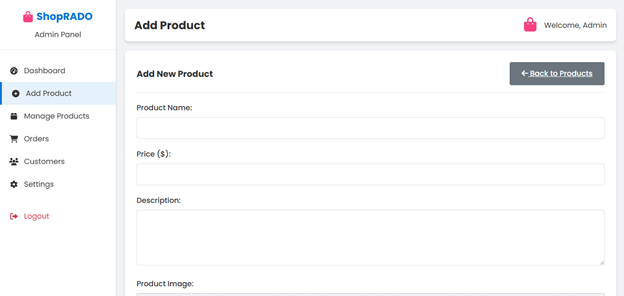 ShopRADO
Admin Panel
Dashboard
Add Product
Manage Products
Orders
Customers
Settings
Logout
Add Product
Welcome, Admin
Add New Product
Back to Products
Product Name:
Price ($):
Description:
Product Image: